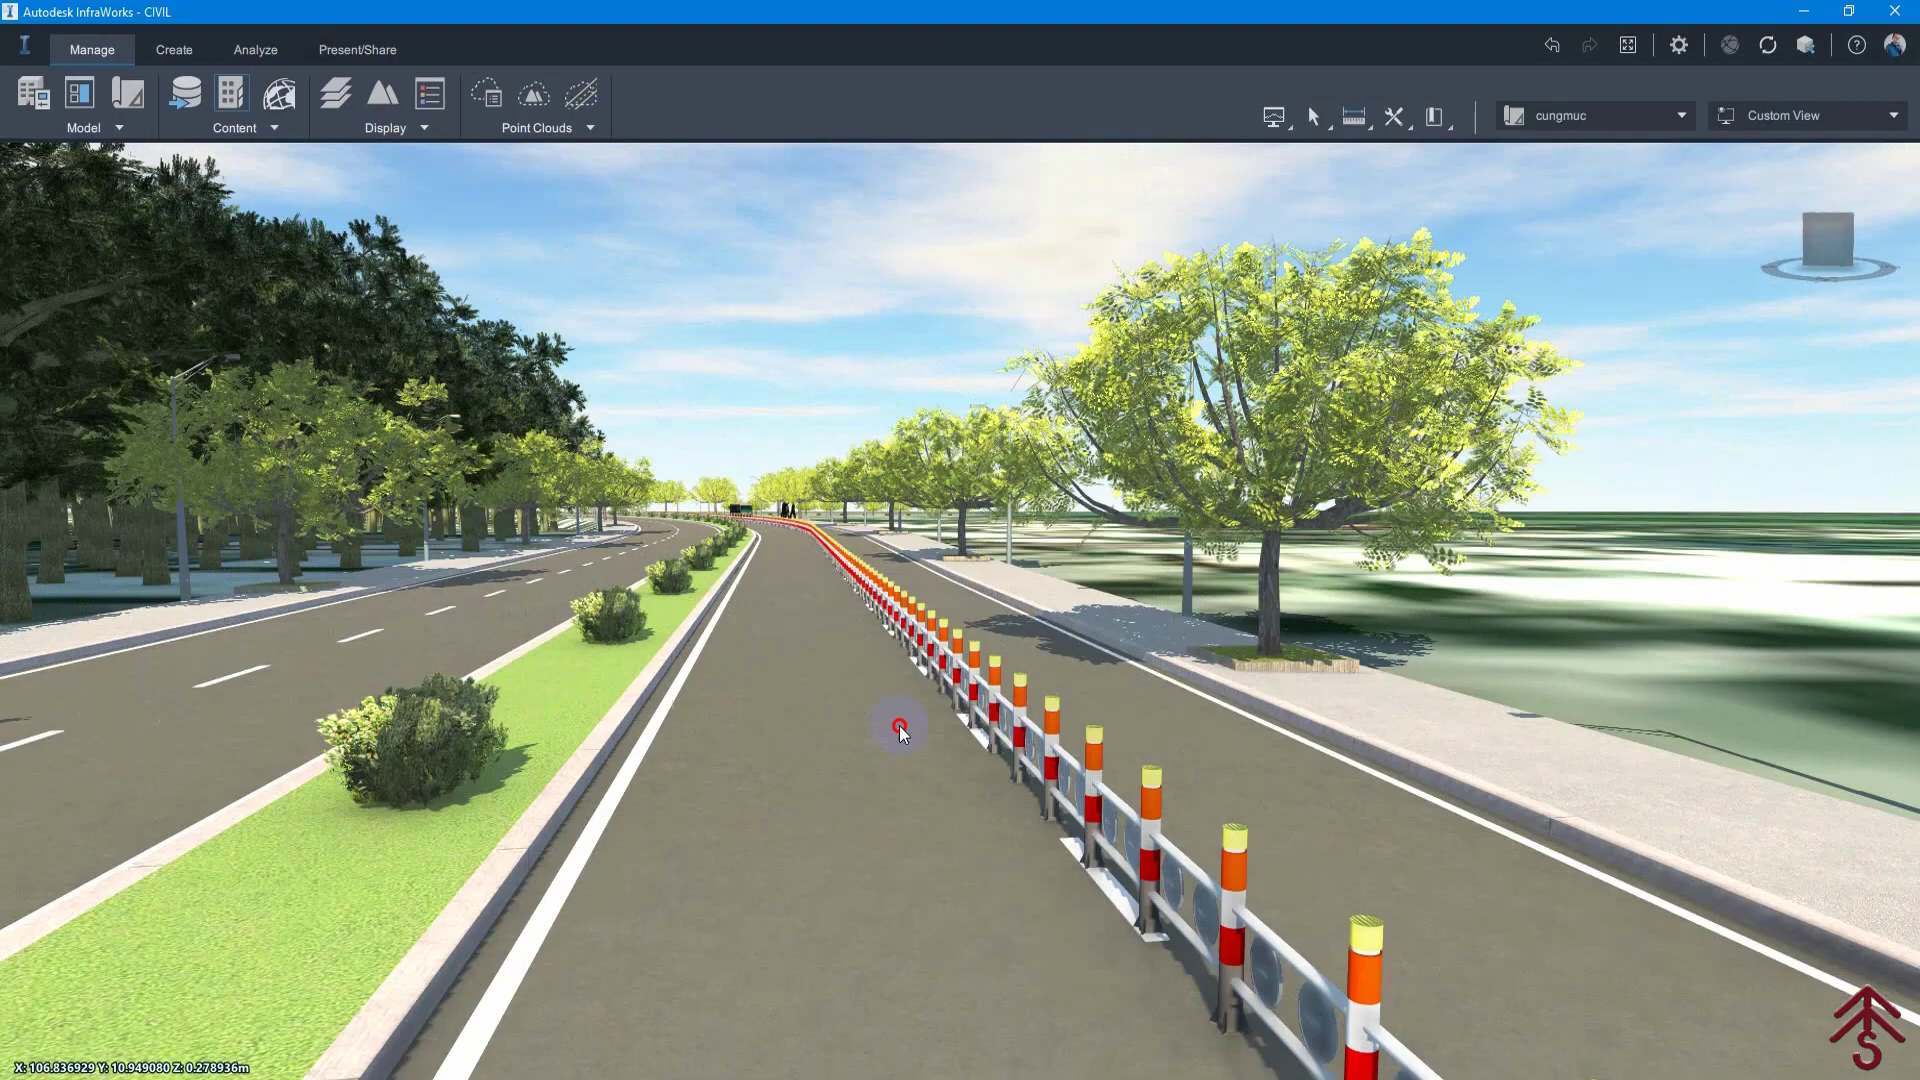 Autodesk InfraWorks - CIVIL
Manage
Create
Analyze
Present/Share
Model
Content
Display
Point Clouds
cungmuc
Custom View
X: 106.836929 Y: 10.949080 Z: 0.278936m
S